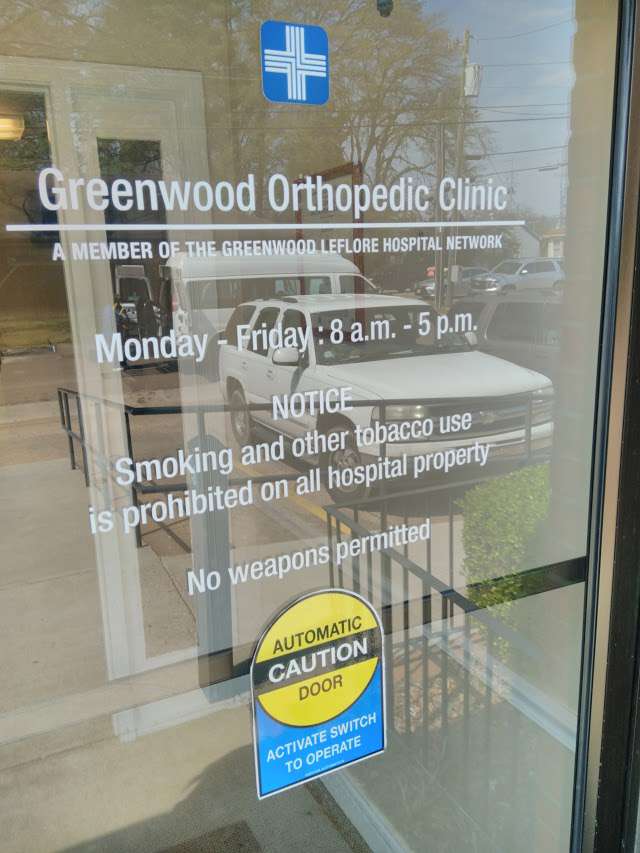 Greenwood Orthopedic Clinic
A MEMBER OF THE GREENWOOD LEFLORE HOSPITAL NETWORK
Monday - Friday : 8 a.m. - 5 p.m.
NOTICE
Smoking and other tobacco use
is prohibited on all hospital property
No weapons permitted
AUTOMATIC
CAUTION
DOOR
ACTIVATE SWITCH
TO OPERATE